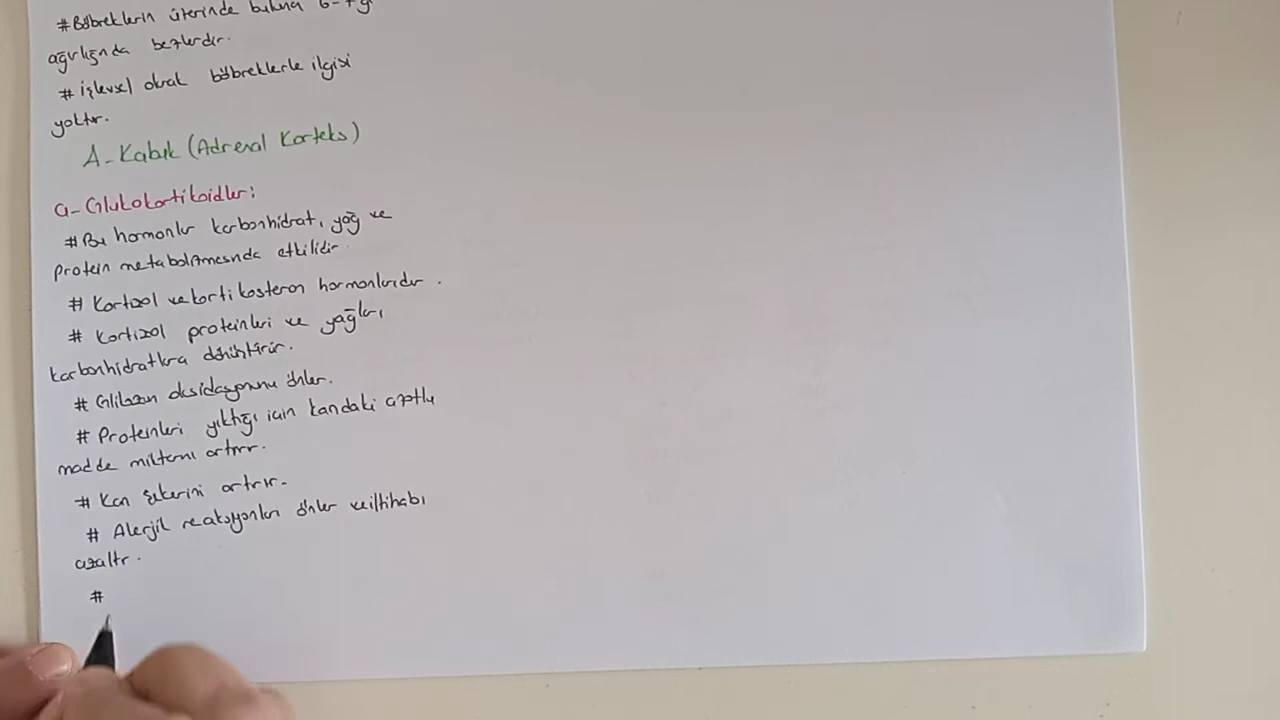 #Böbreklerin üzerinde bulunan 6-7 g
ağırlığında bezlerdir.
# İşlevsel olarak böbreklerle ilgisi
yoktur.
A-Kabuk (Adrenal Korteks)
a-Glukokortikoidler:
#Bu hormonlar karbonhidrat, yağ ve
protein metabolizmasında etkilidir.
# Kortizol ve kortikosteron hormonlarıdır.
# Kortizol proteinleri ve yağları
karbonhidratlara dönüştürür.
# Glikozun oksidasyonunu önler.
# Proteinleri yıktığı için kandaki azotlu
madde miktarını artırır.
# Kan şekerini artırır.
# Alerjik reaksiyonları önler ve iltihabı
azaltır.
#